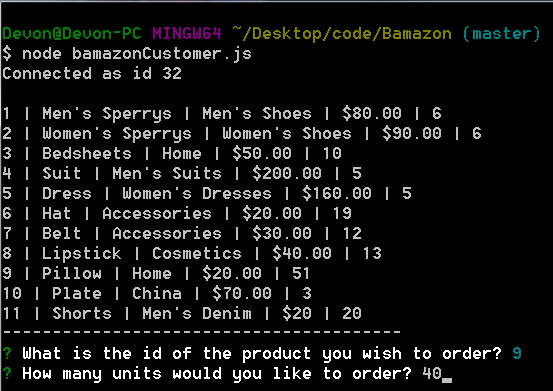 Devon@Devon-PC MINGW64 ~/Desktop/code/Bamazon (master)
$ node bamazonCustomer.js
Connected as id 32
1 | Men's Sperrys | Men's Shoes | $80.00 | 6
2 | Women's Sperrys | Women's Shoes | $90.00 | 6
3 | Bedsheets | Home | $50.00 | 10
4 | Suit | Men's Suits | $200.00 | 5
5 | Dress | Women's Dresses | $160.00 | 5
6 | Hat | Accessories | $20.00 | 19
7 | Belt | Accessories | $30.00 | 12
8 | Lipstick | Cosmetics | $40.00 | 13
9 | Pillow | Home | $20.00 | 51
10 | Plate | China | $70.00 | 3
11 | Shorts | Men's Denim | $20 | 20
----------------------------------------
? What is the id of the product you wish to order? 9
? How many units would you like to order? 40